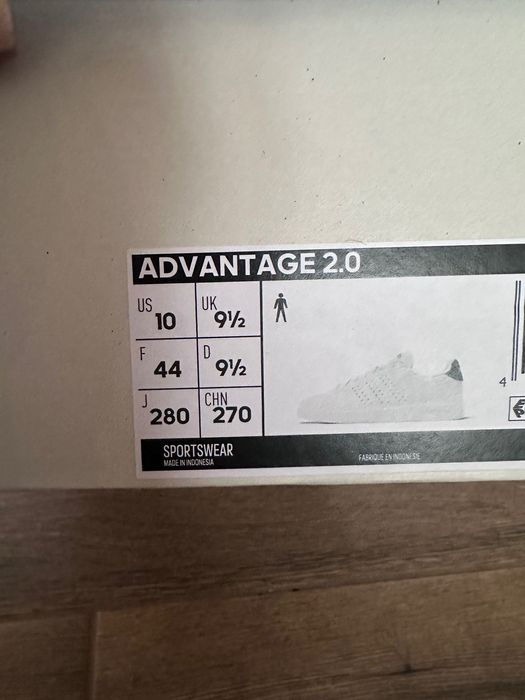 ADVANTAGE 2.0
US 10 UK 9½
F 44 D 9½
J 280 CHN 270
4
SPORTSWEAR
MADE IN INDONESIA FABRIQUE EN INDONÉSIE